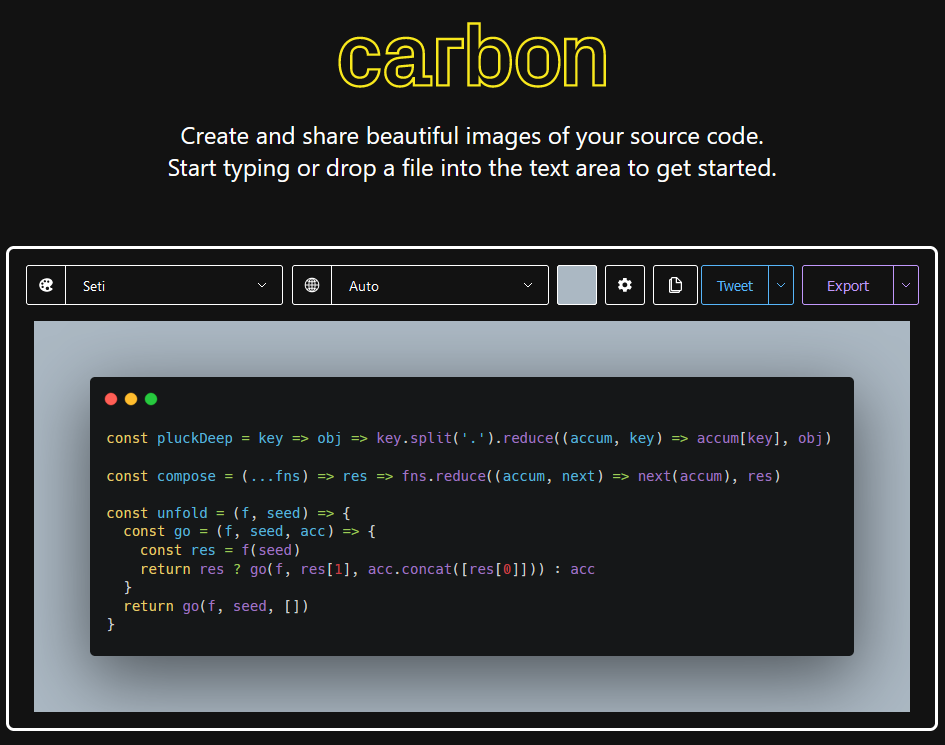 carbon
Create and share beautiful images of your source code.
Start typing or drop a file into the text area to get started.
Seti
Auto
Tweet
Export
const pluckDeep = key => obj => key.split('.').reduce((accum, key) => accum[key], obj)
const compose = (...fns) => res => fns.reduce((accum, next) => next(accum), res)
const unfold = (f, seed) => {
  const go = (f, seed, acc) => {
    const res = f(seed)
    return res ? go(f, res[1], acc.concat([res[0]])) : acc
  }
  return go(f, seed, [])
}